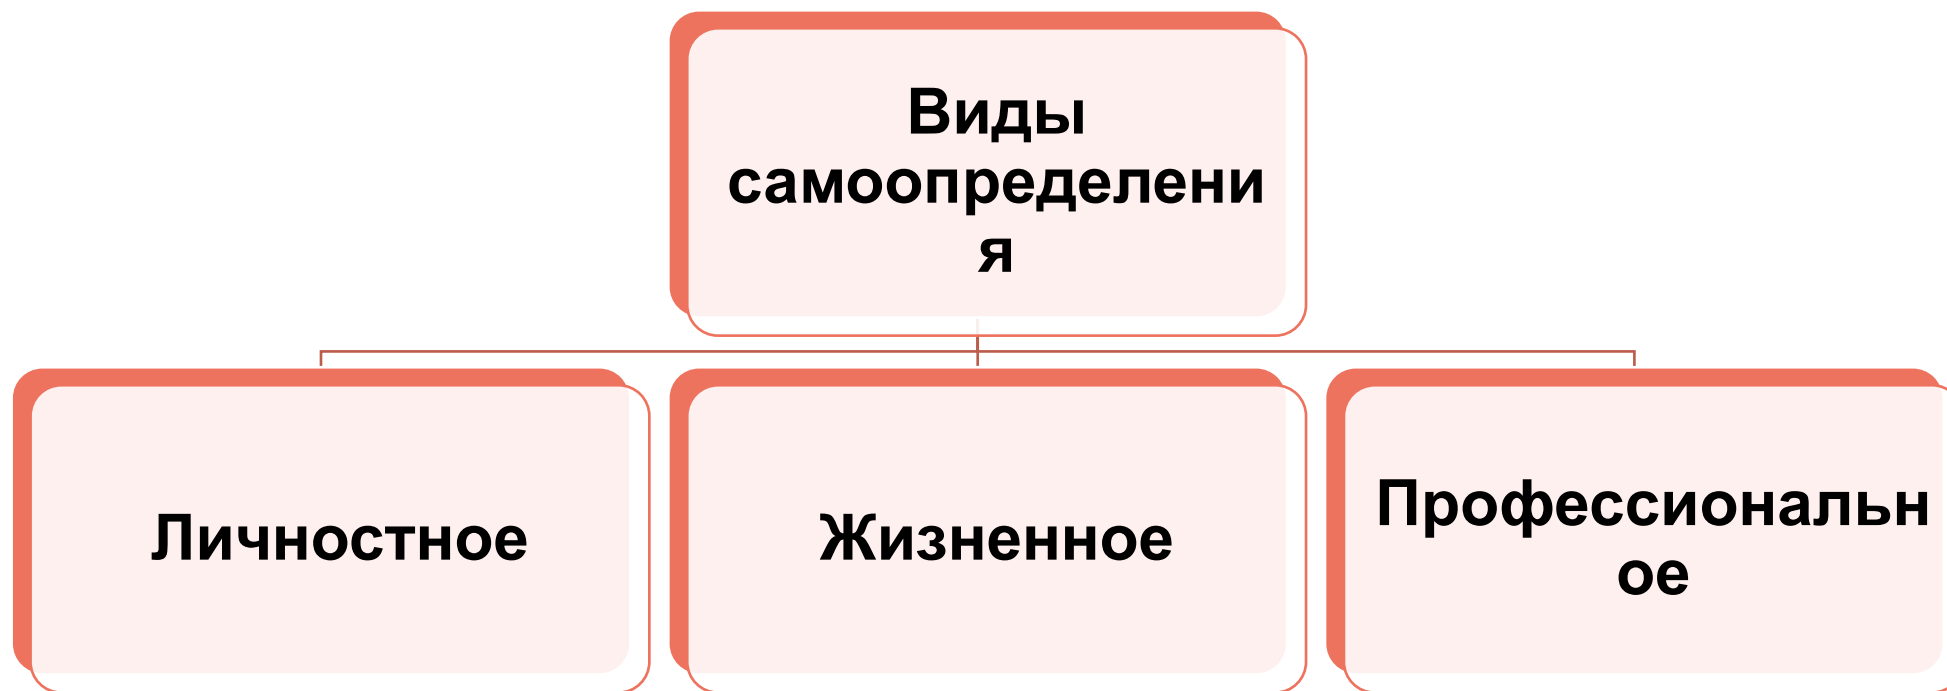 Виды
самоопределени
я
Личностное
Жизненное
Профессиональн
ое